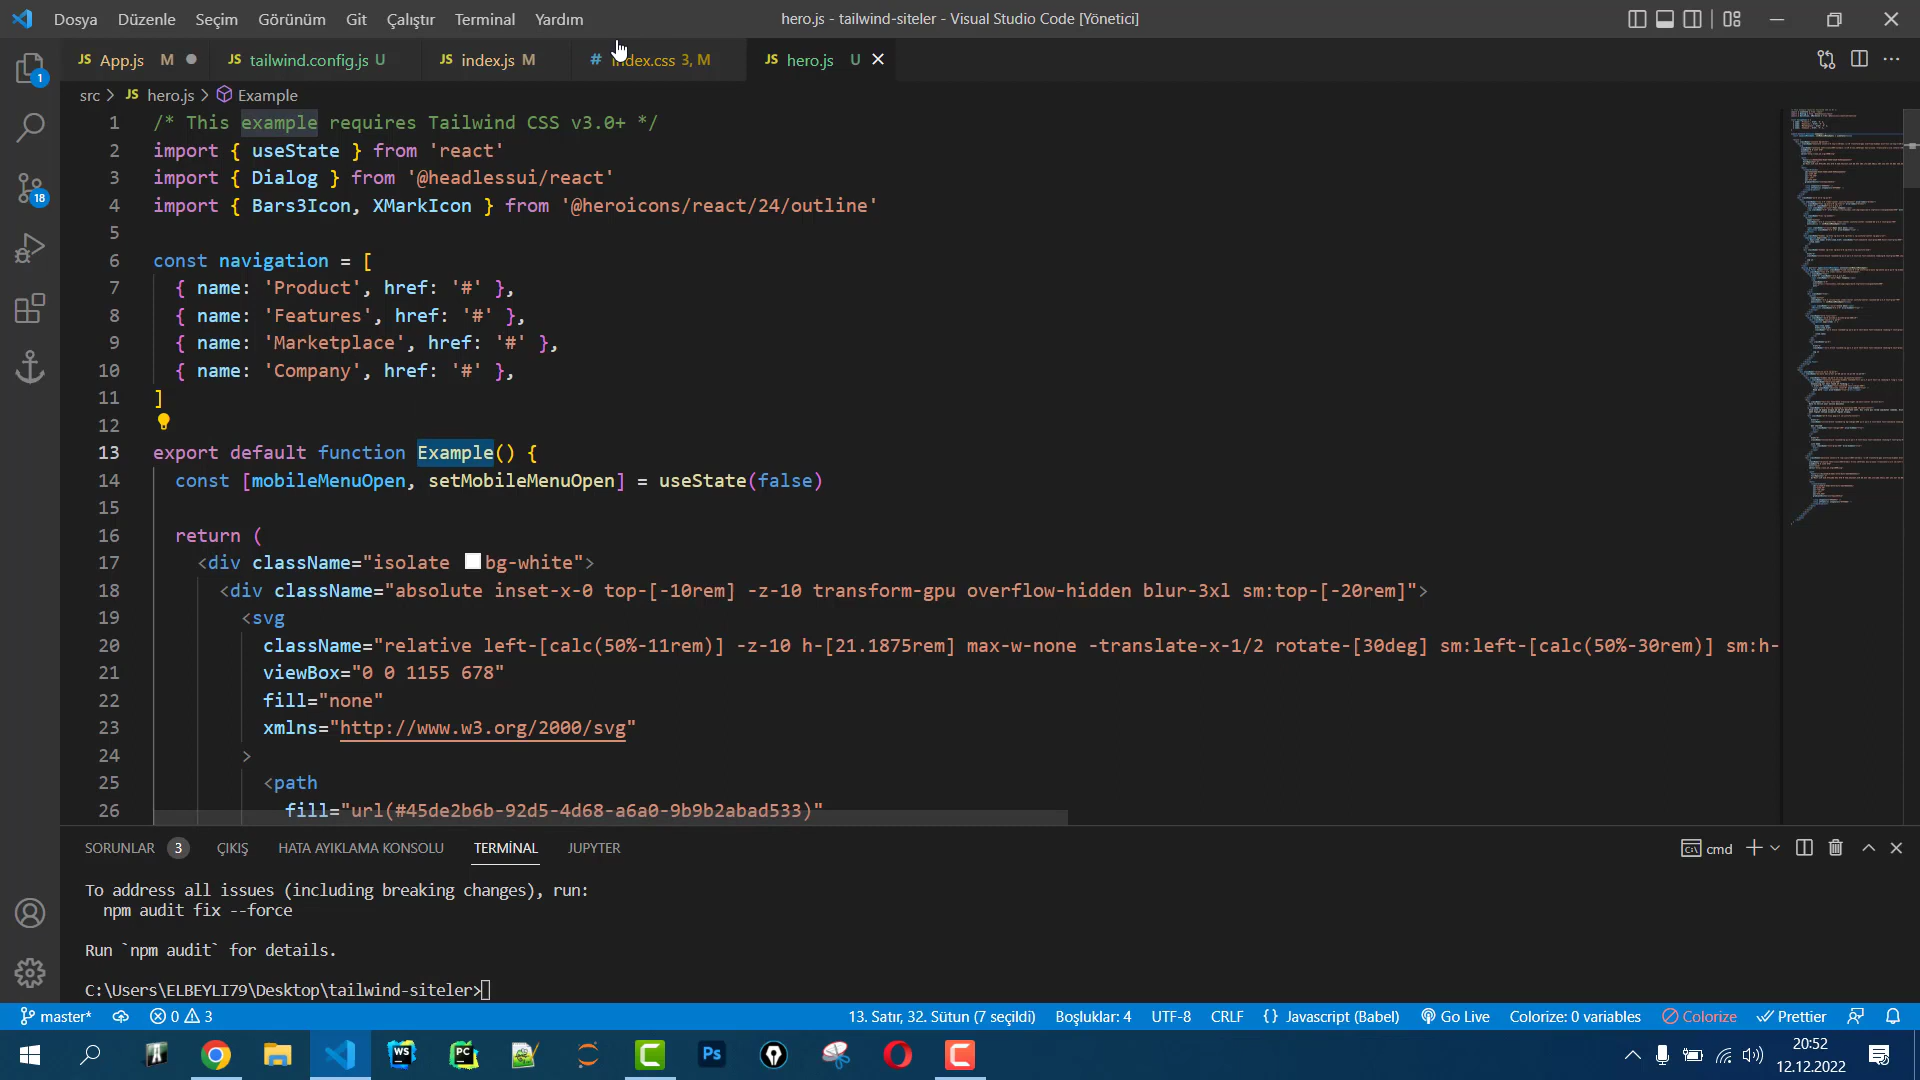 Dosya Düzenle Seçim Görünüm Git Çalıştır Terminal Yardım hero.js - tailwind-siteler - Visual Studio Code [Yönetici]
JS App.js M JS tailwind.config.js U JS index.js M # index.css 3, M JS hero.js U
src > JS hero.js > Example
1 /* This example requires Tailwind CSS v3.0+ */
2 import { useState } from 'react'
3 import { Dialog } from '@headlessui/react'
4 import { Bars3Icon, XMarkIcon } from '@heroicons/react/24/outline'
5
6 const navigation = [
7 { name: 'Product', href: '#' },
8 { name: 'Features', href: '#' },
9 { name: 'Marketplace', href: '#' },
10 { name: 'Company', href: '#' },
11 ]
12
13 export default function Example() {
14 const [mobileMenuOpen, setMobileMenuOpen] = useState(false)
15
16 return (
17 <div className="isolate bg-white">
18 <div className="absolute inset-x-0 top-[-10rem] -z-10 transform-gpu overflow-hidden blur-3xl sm:top-[-20rem]">
19 <svg
20 className="relative left-[calc(50%-11rem)] -z-10 h-[21.1875rem] max-w-none -translate-x-1/2 rotate-[30deg] sm:left-[calc(50%-30rem)] sm:h-
21 viewBox="0 0 1155 678"
22 fill="none"
23 xmlns="http://www.w3.org/2000/svg"
24 >
25 <path
26 fill="url(#45de2b6b-92d5-4d68-a6a0-9b9b2abad533)"
1
18
SORUNLAR 3 ÇIKIŞ HATA AYIKLAMA KONSOLU TERMİNAL JUPYTER cmd
To address all issues (including breaking changes), run:
npm audit fix --force
Run `npm audit` for details.
C:\Users\ELBEYLI79\Desktop\tailwind-siteler>
master* 0 3 13. Satır, 32. Sütun (7 seçildi) Boşluklar: 4 UTF-8 CRLF {} Javascript (Babel) Go Live Colorize: 0 variables Colorize Prettier
WS PC Ps
20:52
12.12.2022